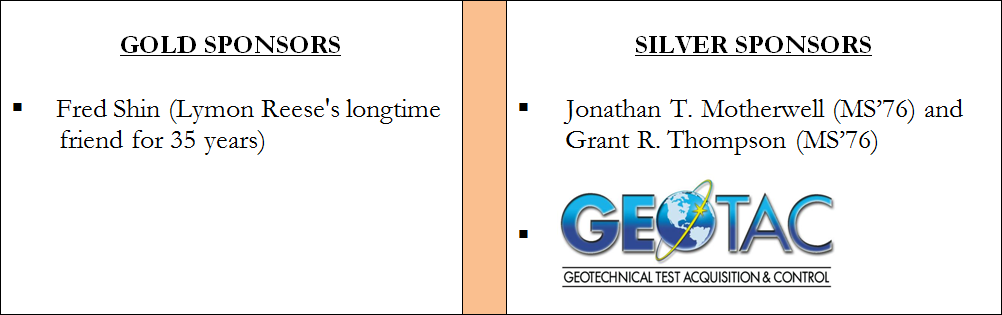 GOLD SPONSORS
▪ Fred Shin (Lymon Reese's longtime
friend for 35 years)
SILVER SPONSORS
▪ Jonathan T. Motherwell (MS’76) and
Grant R. Thompson (MS’76)
▪ GEOTAC
GEOTECHNICAL TEST ACQUISITION & CONTROL